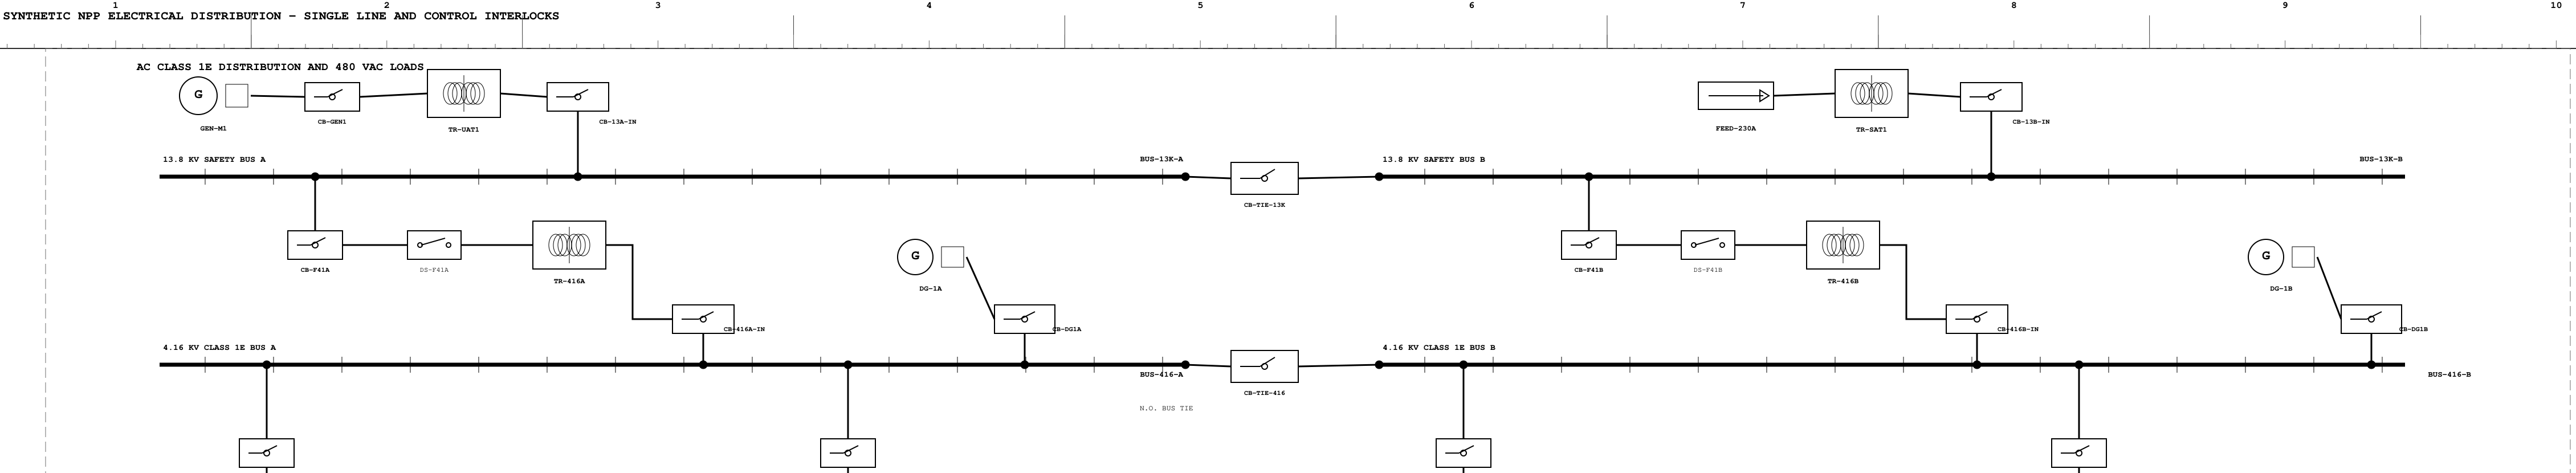 1 2 3 4 5 6 7 8 9 10
SYNTHETIC NPP ELECTRICAL DISTRIBUTION — SINGLE LINE AND CONTROL INTERLOCKS
AC CLASS 1E DISTRIBUTION AND 480 VAC LOADS
G
GEN-M1
CB-GEN1
TR-UAT1
CB-13A-IN
FEED-230A
TR-SAT1
CB-13B-IN
13.8 KV SAFETY BUS A
BUS-13K-A
CB-TIE-13K
13.8 KV SAFETY BUS B
BUS-13K-B
CB-F41A
DS-F41A
TR-416A
G
DG-1A
CB-F41B
DS-F41B
TR-416B
G
DG-1B
CB-416A-IN
CB-DG1A
CB-416B-IN
CB-DG1B
4.16 KV CLASS 1E BUS A
BUS-416-A
CB-TIE-416
4.16 KV CLASS 1E BUS B
BUS-416-B
N.O. BUS TIE